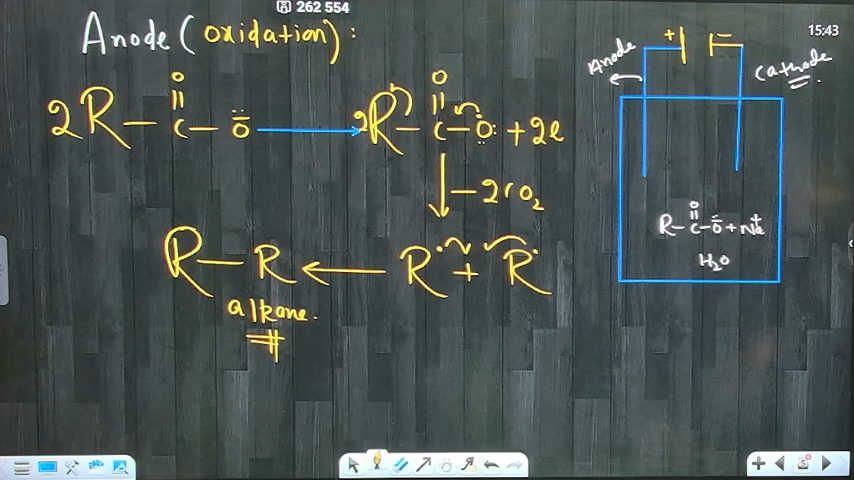 262 554
15:43
Anode (oxidation) :
O O
|| ||
2R — C — Ö⁻ ⟶ 2R — C — O: + 2e
— 2CO₂
R — R ⟵ R˙ + R˙
alkane.
+ −
Anode
Cathode
O
||
R — C — O⁻ + Na⁺
H₂O